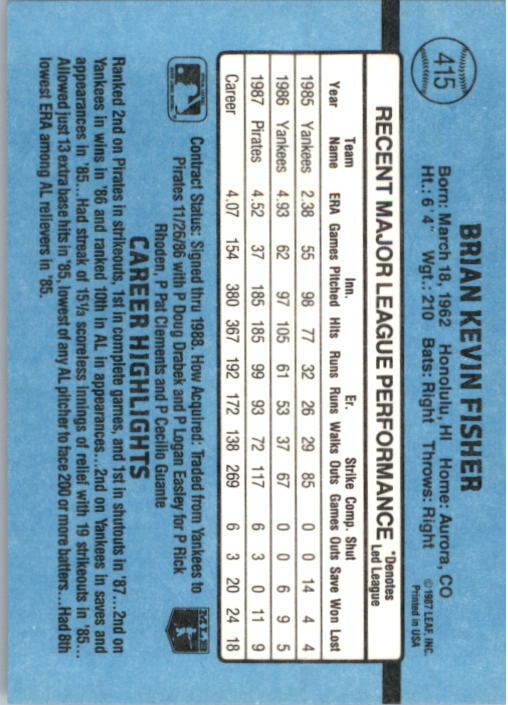 415
BRIAN KEVIN FISHER
Born: March 18, 1962 Honolulu, HI Home: Aurora, CO
Ht.: 6' 4" Wgt.: 210 Bats: Right Throws: Right
©1987 LEAF, INC.
Printed in USA
RECENT MAJOR LEAGUE PERFORMANCE *Denotes Led League
Team Inn. Er. Strike Comp. Shut
Year Name ERA Games Pitched Hits Runs Runs Walks Outs Games Outs Save Won Lost
1985 Yankees 2.38 55 98 77 32 26 29 85 0 0 14 4 4
1986 Yankees 4.93 62 97 105 61 53 37 67 0 0 6 9 5
1987 Pirates 4.52 37 185 185 99 93 72 117 6 3 0 11 9
Career 4.07 154 380 367 192 172 138 269 6 3 20 24 18
Contract Status: Signed thru 1988. How Acquired: Traded from Yankees to
Pirates 11/26/86 with P Doug Drabek and P Logan Easley for P Rick
Rhoden, P Pat Clements and P Cecilio Guante
MLB
CAREER HIGHLIGHTS
Ranked 2nd on Pirates in strikeouts, 1st in complete games, and 1st in shutouts in '87...2nd on
Yankees in wins in '86 and ranked 10th in AL in appearances...2nd on Yankees in saves and
appearances in '85...Had streak of 15⅓ scoreless innings of relief with 19 strikeouts in '85...
Allowed just 13 extra base hits in '85, lowest of any AL pitcher to face 200 or more batters...Had 8th
lowest ERA among AL relievers in '85.